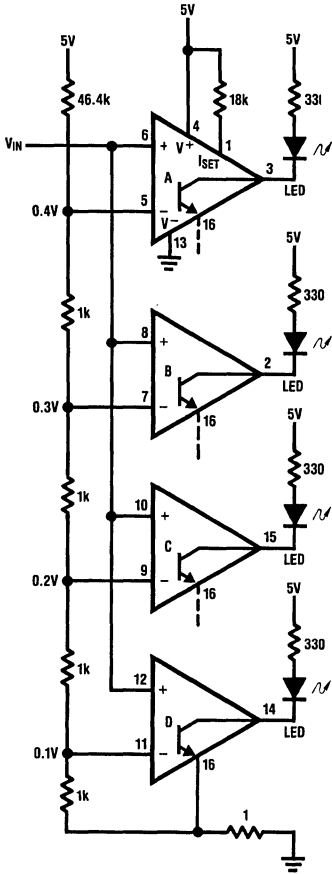 5V
5V 5V
46.4k 18k 331
4
VIN 6 + V+ 1
ISET
A 3
LED
0.4V 5 − V− 16
13
5V
1k 330
8 +
B 2
LED
0.3V 7 − 16
5V
1k 330
10 +
C 15
LED
0.2V 9 − 16
5V
1k 330
12 +
D 14
LED
0.1V 11 − 16
1k 1